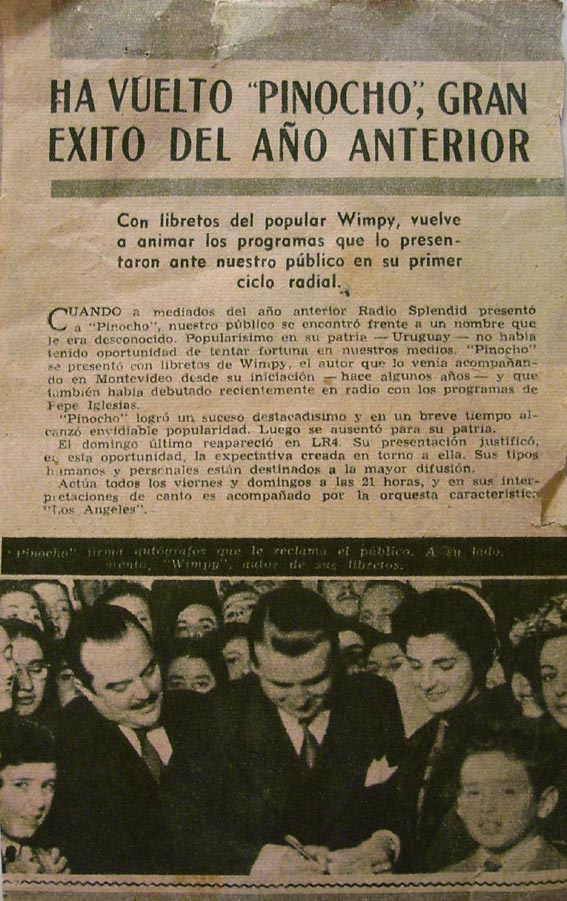 HA VUELTO "PINOCHO", GRAN
EXITO DEL AÑO ANTERIOR
Con libretos del popular Wimpy, vuelve
a animar los programas que lo presen-
taron ante nuestro público en su primer
ciclo radial.
CUANDO a mediados del año anterior Radio Splendid presentó
a "Pinocho", nuestro público se encontró frente a un nombre que
le era desconocido. Popularísimo en su patria — Uruguay — no había
tenido oportunidad de tentar fortuna en nuestros medios. "Pinocho"
se presentó con libretos de Wimpy, el autor que lo venía acompañan-
do en Montevideo desde su iniciación — hace algunos años — y que
también había debutado recientemente en radio con los programas de
Pepe Iglesias.
"Pinocho" logró un suceso destacadísimo y en un breve tiempo al-
canzó envidiable popularidad. Luego se ausentó para su patria.
El domingo último reapareció en LR4. Su presentación justificó,
en esta oportunidad, la expectativa creada en torno a ella. Sus tipos
humanos y personales están destinados a la mayor difusión.
Actúa todos los viernes y domingos a las 21 horas, y en sus inter-
pretaciones de canto es acompañado por la orquesta característica
"Los Angeles".
"Pinocho" firma autógrafos que le reclama el público. A su lado,
"Wimpy", autor de sus libretos.